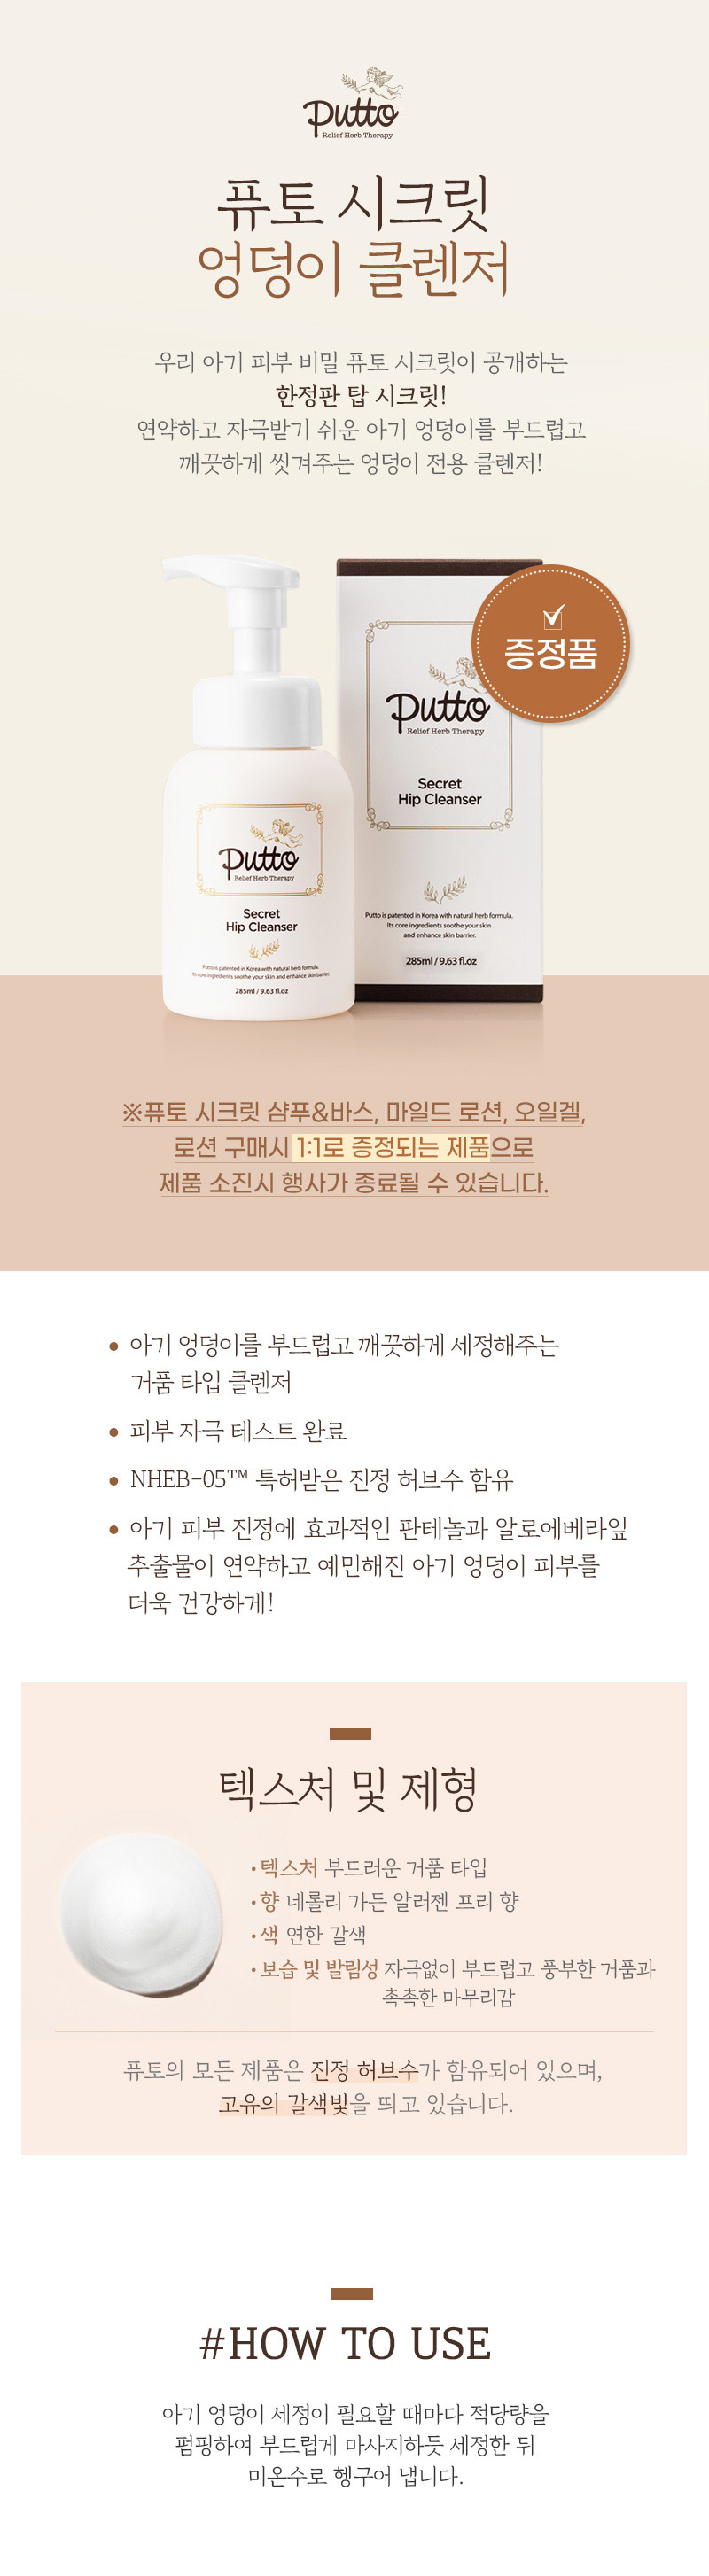 Putto
Relief Herb Therapy
퓨토 시크릿
엉덩이 클렌저
우리 아기 피부 비밀 퓨토 시크릿이 공개하는
한정판 탑 시크릿!
연약하고 자극받기 쉬운 아기 엉덩이를 부드럽고
깨끗하게 씻겨주는 엉덩이 전용 클렌저!
증정품
Putto
Relief Herb Therapy
Secret
Hip Cleanser
Putto is patented in Korea with natural herb formula.
Its core ingredients soothe your skin
and enhance skin barrier.
285ml / 9.63 fl.oz
Putto
Relief Herb Therapy
Secret
Hip Cleanser
Putto is patented in Korea with natural herb formula.
Its core ingredients soothe your skin and enhance skin barrier.
285ml / 9.63 fl.oz
※퓨토 시크릿 샴푸&바스, 마일드 로션, 오일겔,
로션 구매시 1:1로 증정되는 제품으로
제품 소진시 행사가 종료될 수 있습니다.
• 아기 엉덩이를 부드럽고 깨끗하게 세정해주는
거품 타입 클렌저
• 피부 자극 테스트 완료
• NHEB-05™ 특허받은 진정 허브수 함유
• 아기 피부 진정에 효과적인 판테놀과 알로에베라잎
추출물이 연약하고 예민해진 아기 엉덩이 피부를
더욱 건강하게!
텍스처 및 제형
• 텍스처 부드러운 거품 타입
• 향 네롤리 가든 알러젠 프리 향
• 색 연한 갈색
• 보습 및 발림성 자극없이 부드럽고 풍부한 거품과
촉촉한 마무리감
퓨토의 모든 제품은 진정 허브수가 함유되어 있으며,
고유의 갈색빛을 띄고 있습니다.
#HOW TO USE
아기 엉덩이 세정이 필요할 때마다 적당량을
펌핑하여 부드럽게 마사지하듯 세정한 뒤
미온수로 헹구어 냅니다.